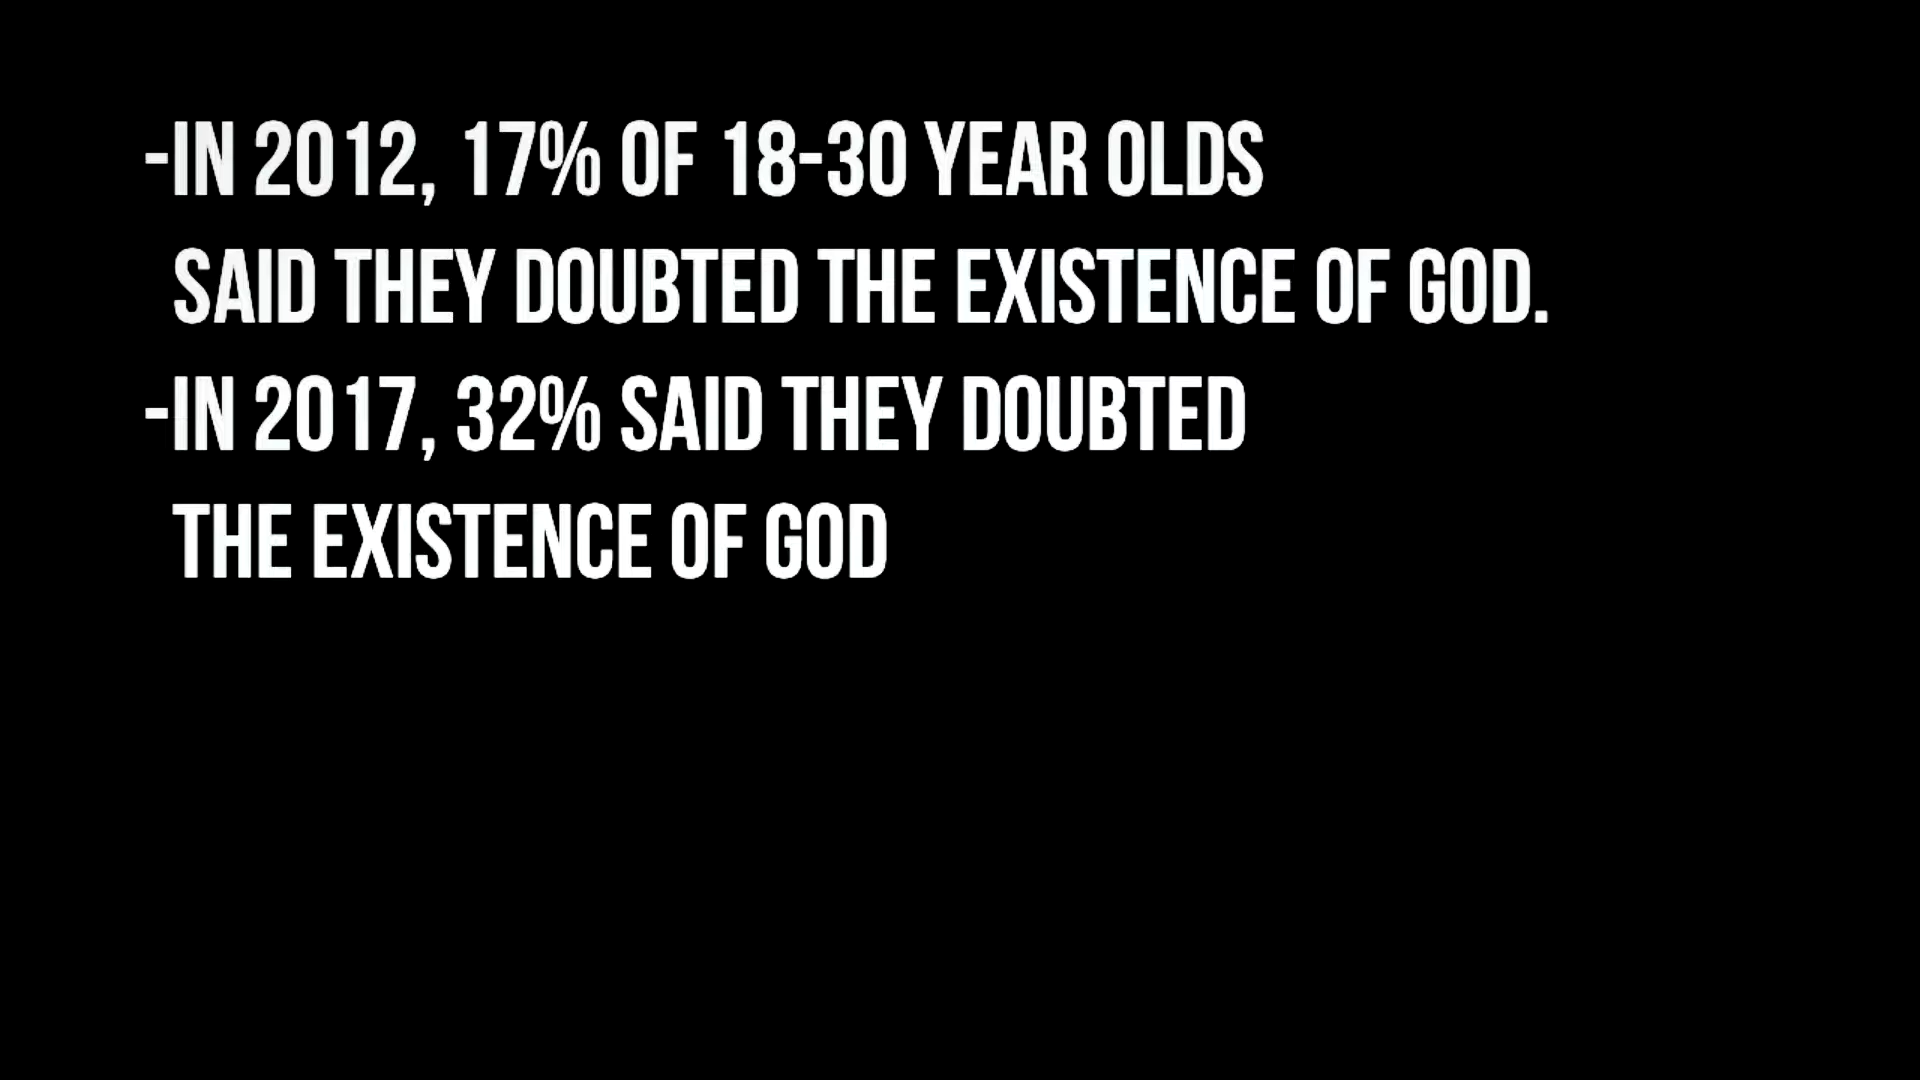 -IN 2012, 17% OF 18-30 YEAR OLDS
SAID THEY DOUBTED THE EXISTENCE OF GOD.
-IN 2017, 32% SAID THEY DOUBTED
THE EXISTENCE OF GOD